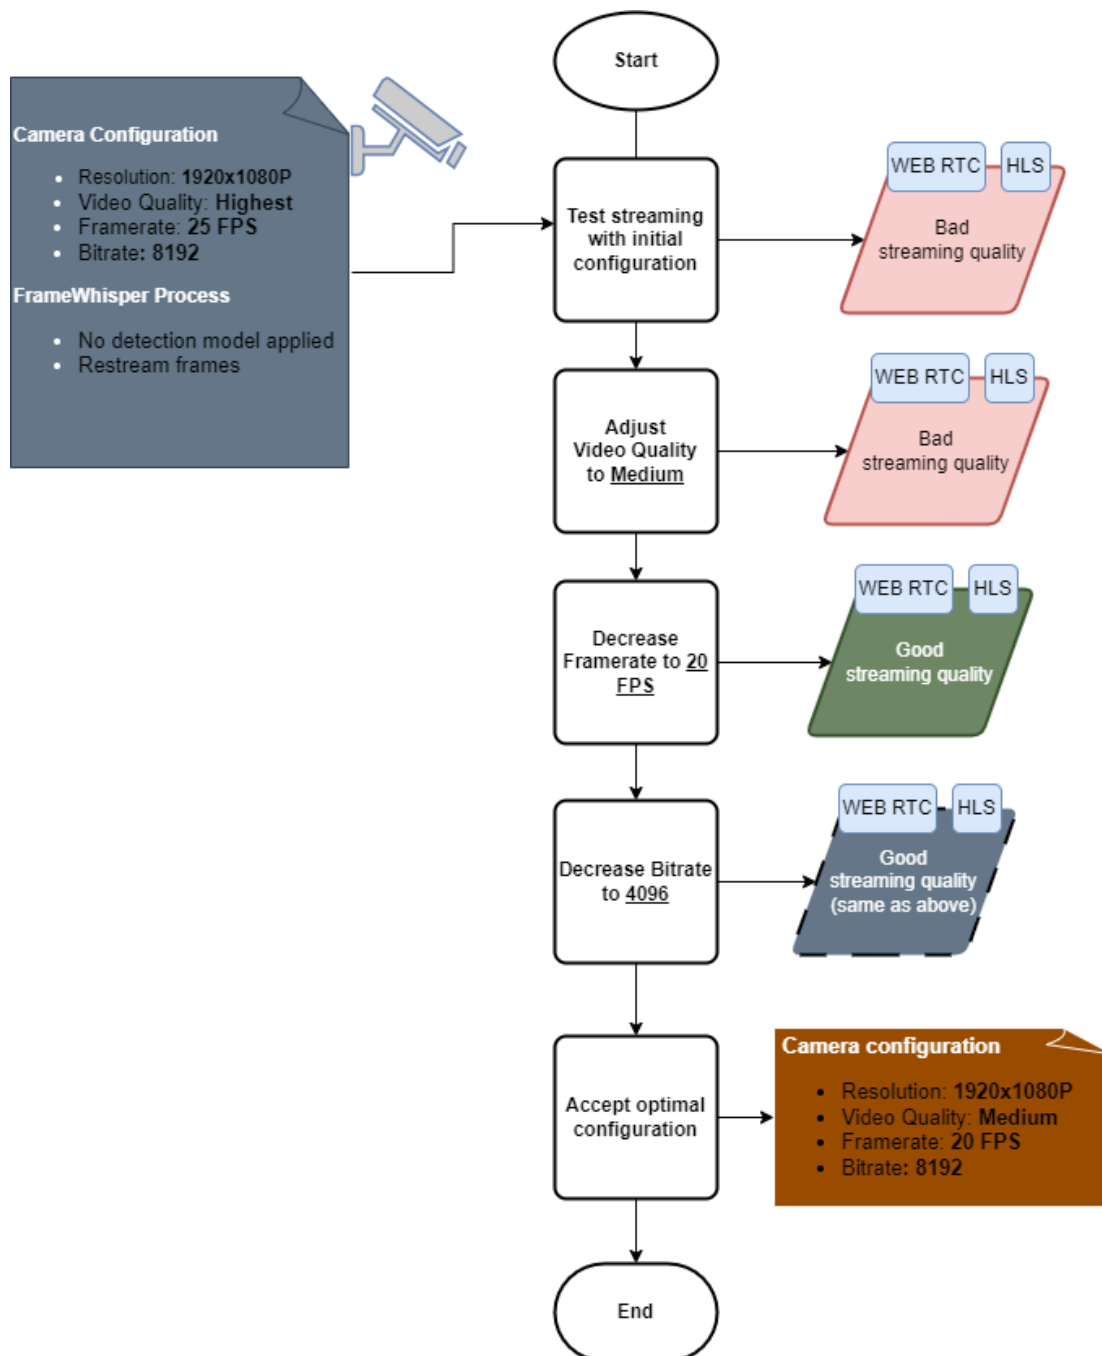 Start
Camera Configuration
Resolution: 1920x1080P
Video Quality: Highest
Framerate: 25 FPS
Bitrate: 8192
FrameWhisper Process
No detection model applied
Restream frames
Test streaming
with initial
configuration
WEB RTC
HLS
Bad
streaming quality
Adjust
Video Quality
to Medium
WEB RTC
HLS
Bad
streaming quality
Decrease
Framerate to 20
FPS
WEB RTC
HLS
Good
streaming quality
Decrease Bitrate
to 4096
WEB RTC
HLS
Good
streaming quality
(same as above)
Accept optimal
configuration
Camera configuration
Resolution: 1920x1080P
Video Quality: Medium
Framerate: 20 FPS
Bitrate: 8192
End